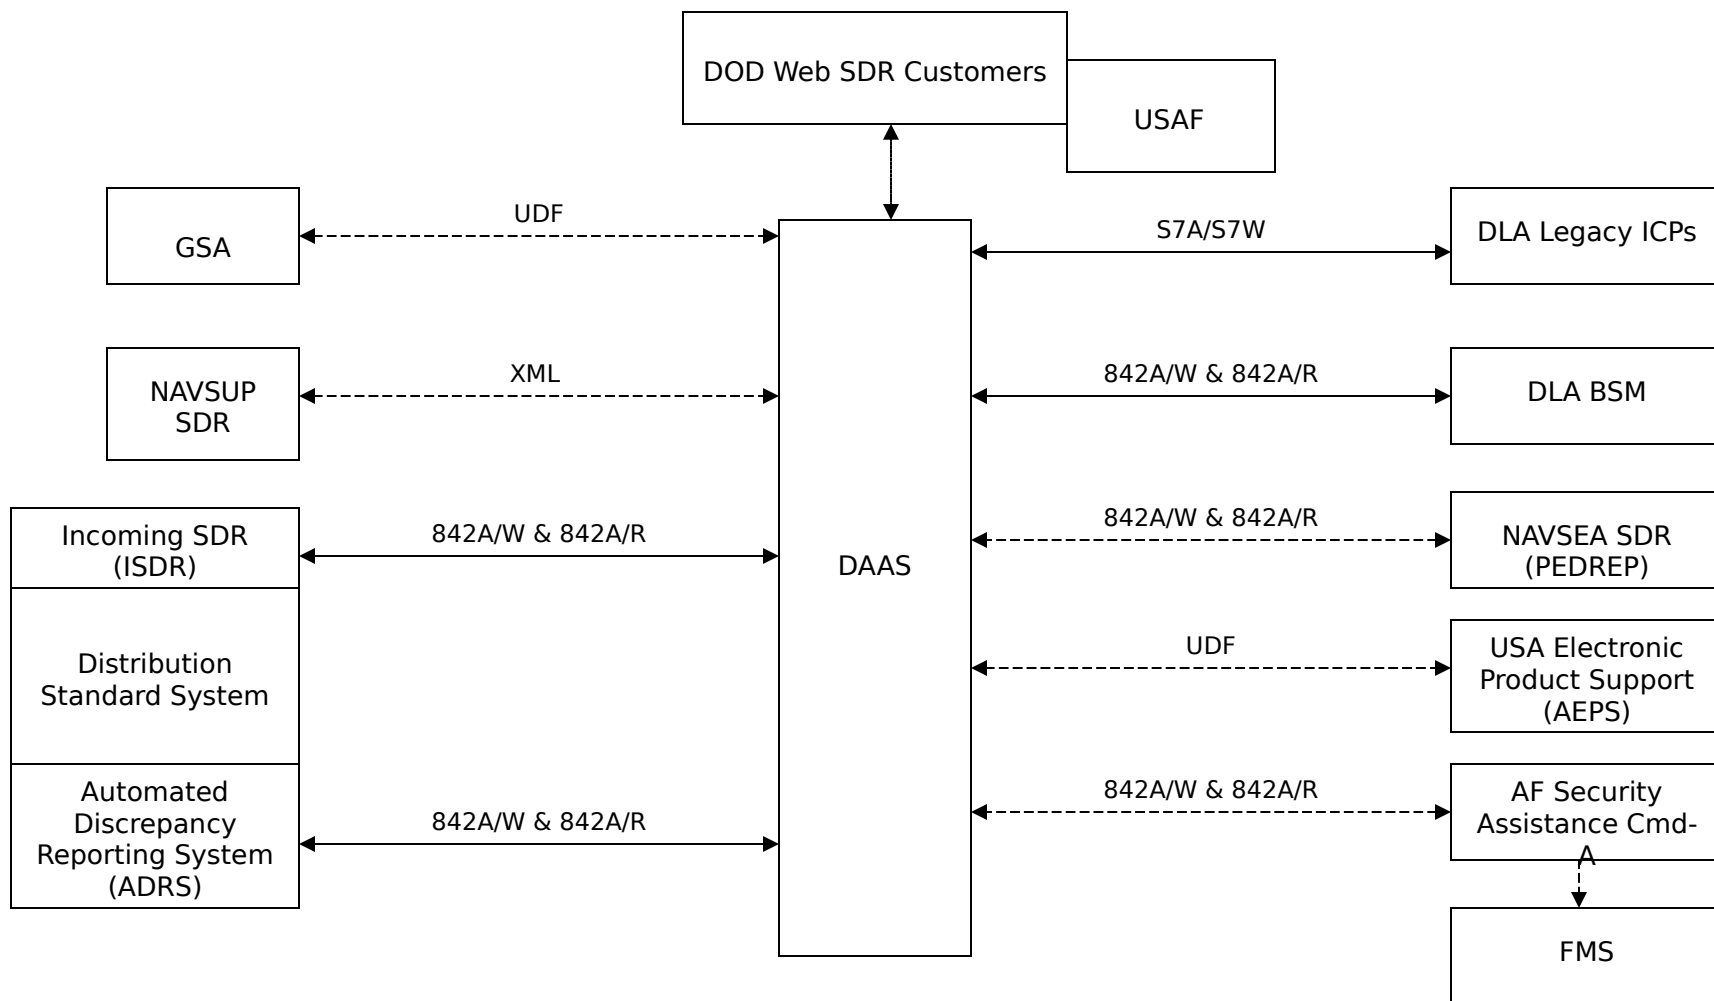 DOD Web SDR Customers
USAF
GSA
UDF
S7A/S7W
DLA Legacy ICPs
NAVSUP
SDR
XML
842A/W & 842A/R
DLA BSM
Incoming SDR
(ISDR)
842A/W & 842A/R
DAAS
842A/W & 842A/R
NAVSEA SDR
(PEDREP)
Distribution
Standard System
UDF
USA Electronic
Product Support
(AEPS)
Automated
Discrepancy
Reporting System
(ADRS)
842A/W & 842A/R
842A/W & 842A/R
AF Security
Assistance Cmd-
A
FMS